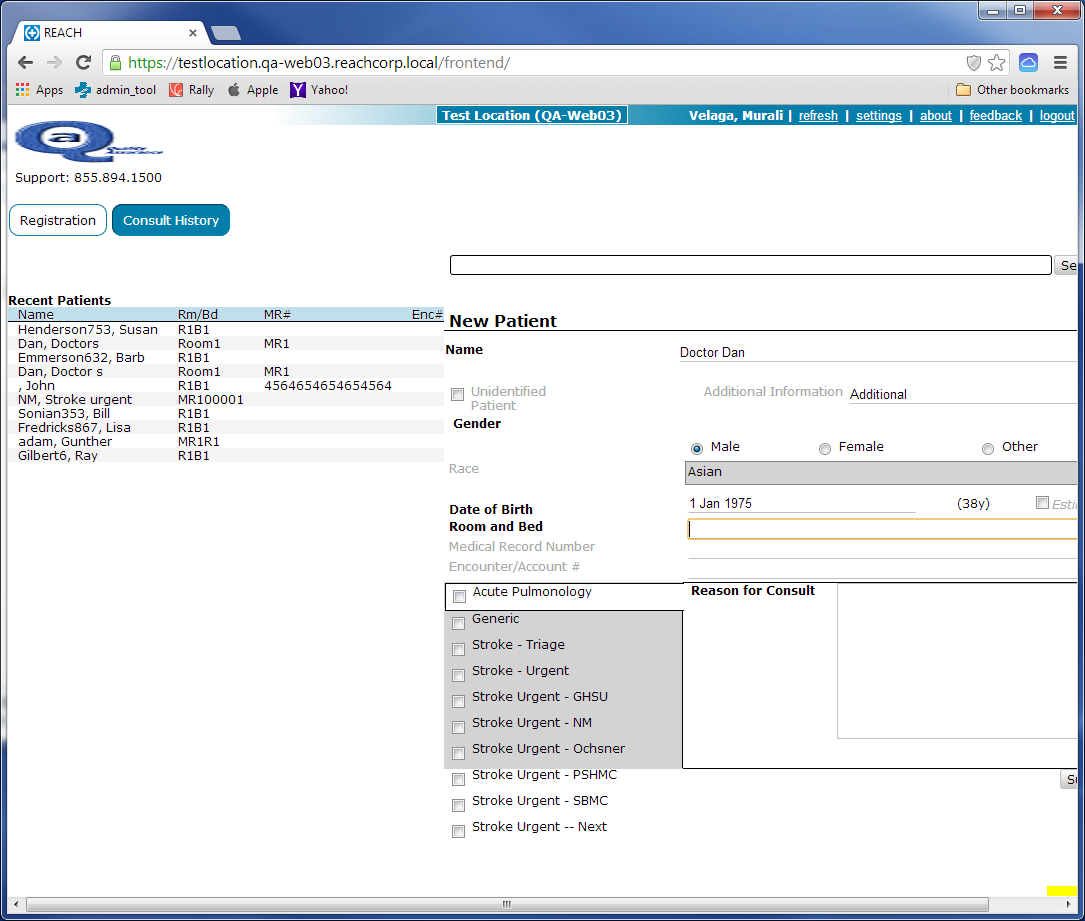 REACH
https://testlocation.qa-web03.reachcorp.local/frontend/
Apps admin_tool Rally Apple Yahoo! Other bookmarks
Test Location (QA-Web03) Velaga, Murali | refresh | settings | about | feedback | logout
Qa Quality Assurance
Support: 855.894.1500
Registration Consult History
Se
Recent Patients
Name Rm/Bd MR# Enc#
Henderson753, Susan R1B1
Dan, Doctors Room1 MR1
Emmerson632, Barb R1B1
Dan, Doctor s Room1 MR1
, John R1B1 4564654654654564
NM, Stroke urgent MR100001
Sonian353, Bill R1B1
Fredricks867, Lisa R1B1
adam, Gunther MR1R1
Gilbert6, Ray R1B1
New Patient
Name Doctor Dan
Unidentified Patient Additional Information Additional
Gender
Male Female Other
Race Asian
Date of Birth 1 Jan 1975 (38y) Esti
Room and Bed
Medical Record Number
Encounter/Account #
Acute Pulmonology Reason for Consult
Generic
Stroke - Triage
Stroke - Urgent
Stroke Urgent - GHSU
Stroke Urgent - NM
Stroke Urgent - Ochsner
Stroke Urgent - PSHMC
Su
Stroke Urgent - SBMC
Stroke Urgent -- Next